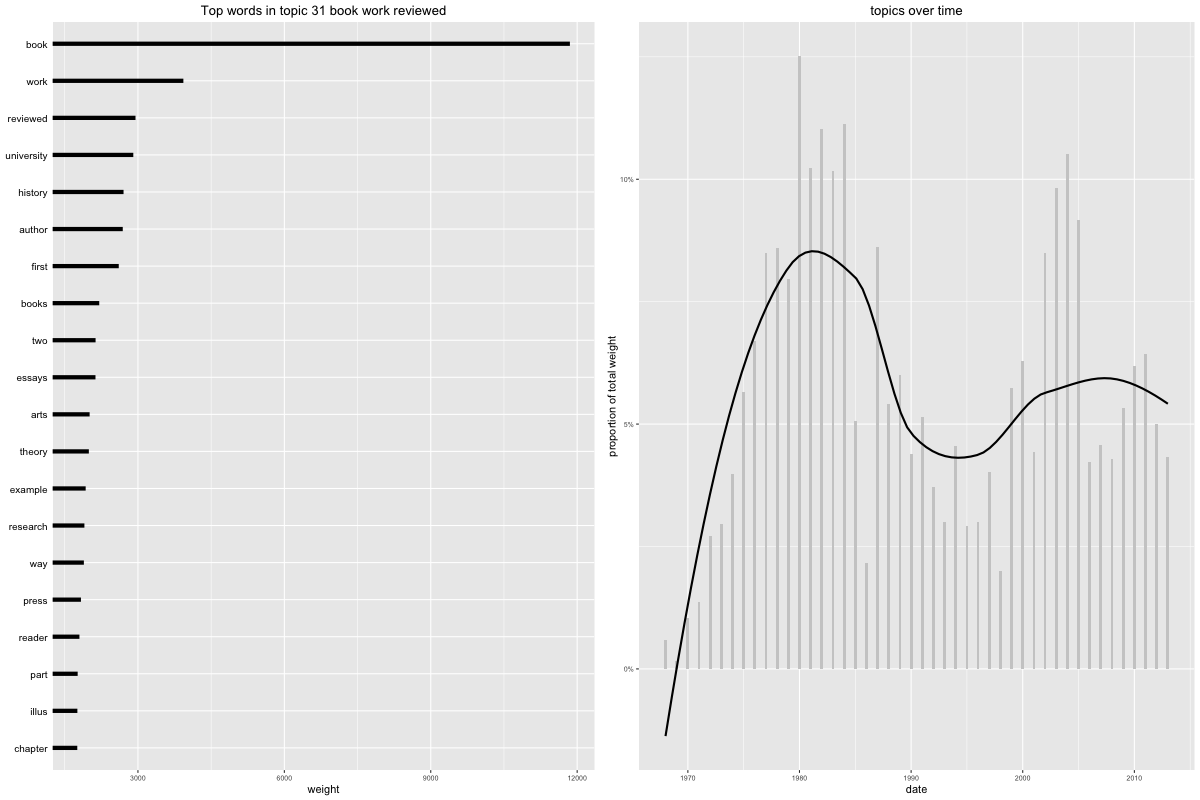 Top words in topic 31 book work reviewed
book
work
reviewed
university
history
author
first
books
two
essays
arts
theory
example
research
way
press
reader
part
illus
chapter
3000 6000 9000 12000
weight
topics over time
proportion of total weight
10%
5%
0%
1970 1980 1990 2000 2010
date